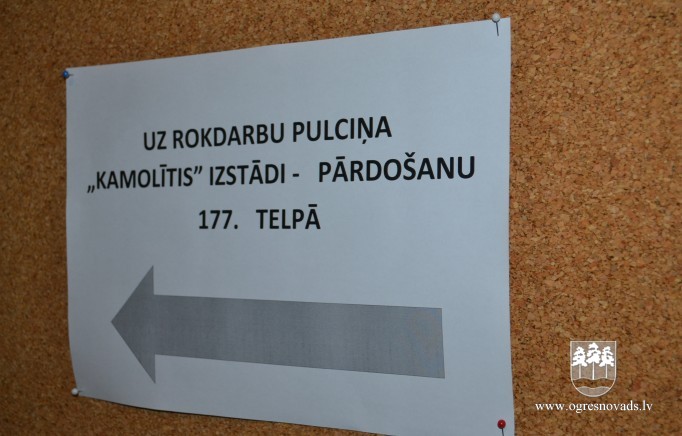 UZ ROKDARBU PULCIŅA
„KAMOLĪTIS” IZSTĀDI - PĀRDOŠANU
177. TELPĀ
www.ogresnovads.lv